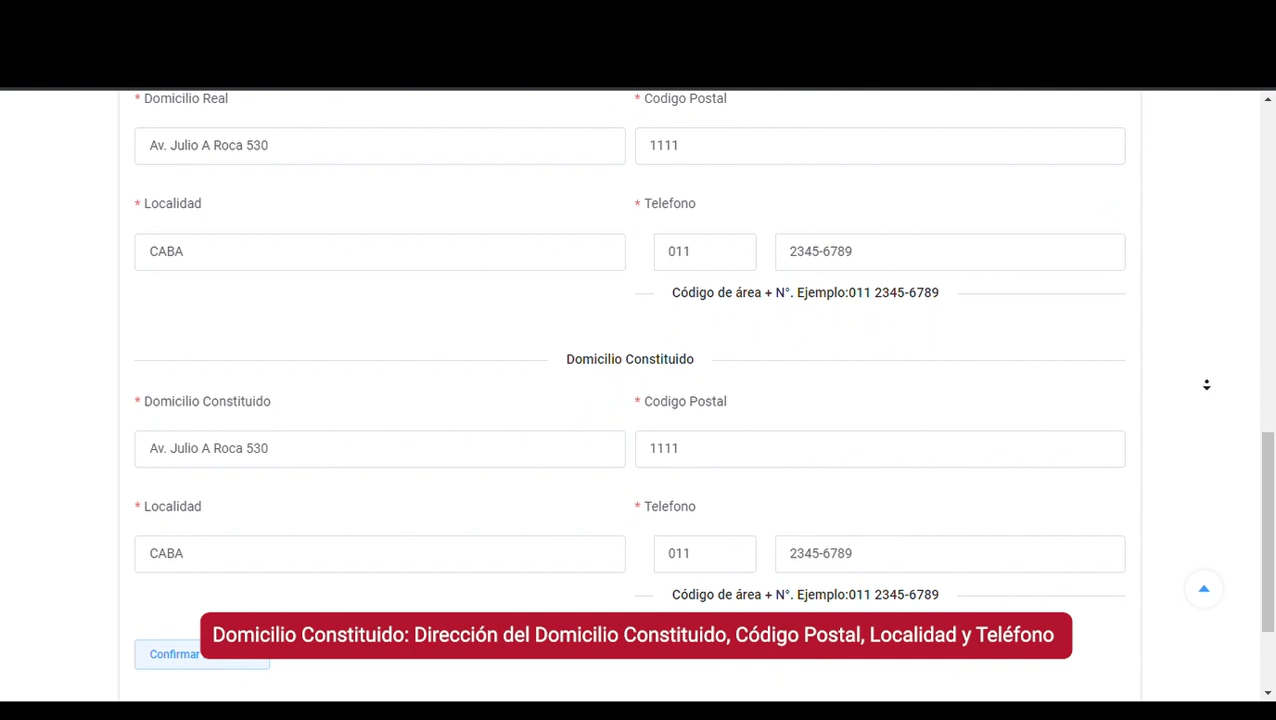 * Domicilio Real
* Codigo Postal
Av. Julio A Roca 530
1111
* Localidad
* Telefono
CABA
011
2345-6789
Código de área + N°. Ejemplo:011 2345-6789
Domicilio Constituido
* Domicilio Constituido
* Codigo Postal
Av. Julio A Roca 530
1111
* Localidad
* Telefono
CABA
011
2345-6789
Código de área + N°. Ejemplo:011 2345-6789
Domicilio Constituido: Dirección del Domicilio Constituido, Código Postal, Localidad y Teléfono
Confirmar